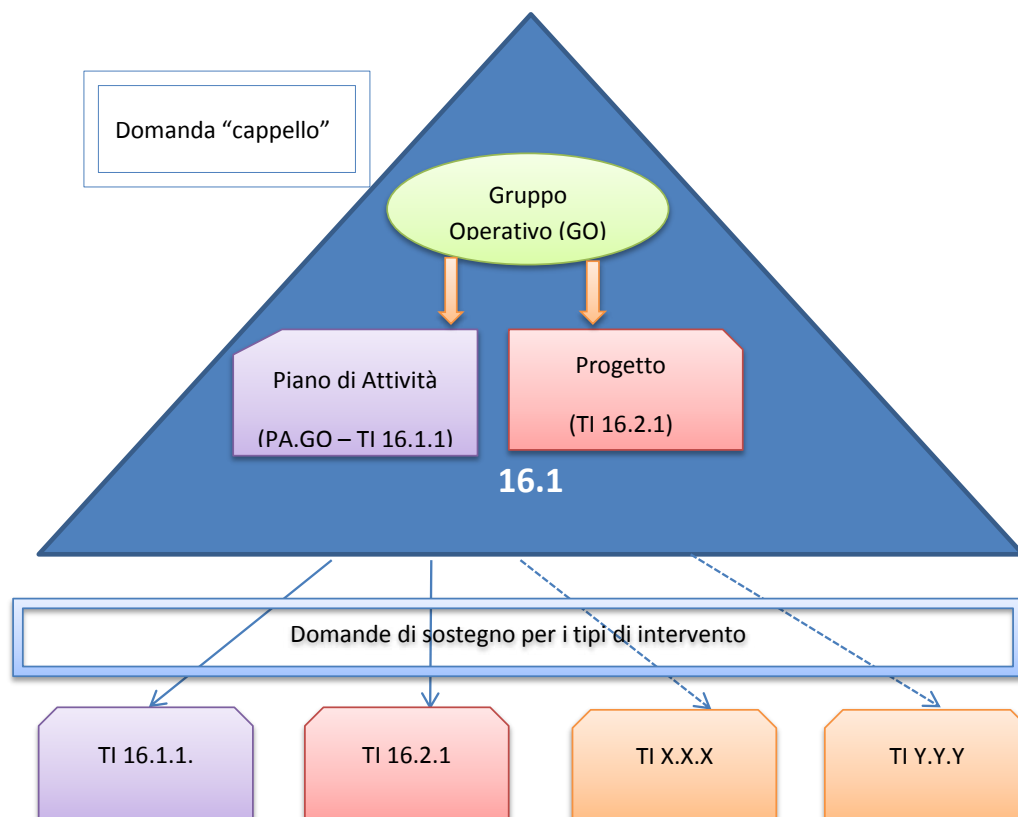 Domanda “cappello”
Gruppo
Operativo (GO)
Piano di Attività
(PA.GO – TI 16.1.1)
Progetto
(TI 16.2.1)
16.1
Domande di sostegno per i tipi di intervento
TI 16.1.1.
TI 16.2.1
TI X.X.X
TI Y.Y.Y